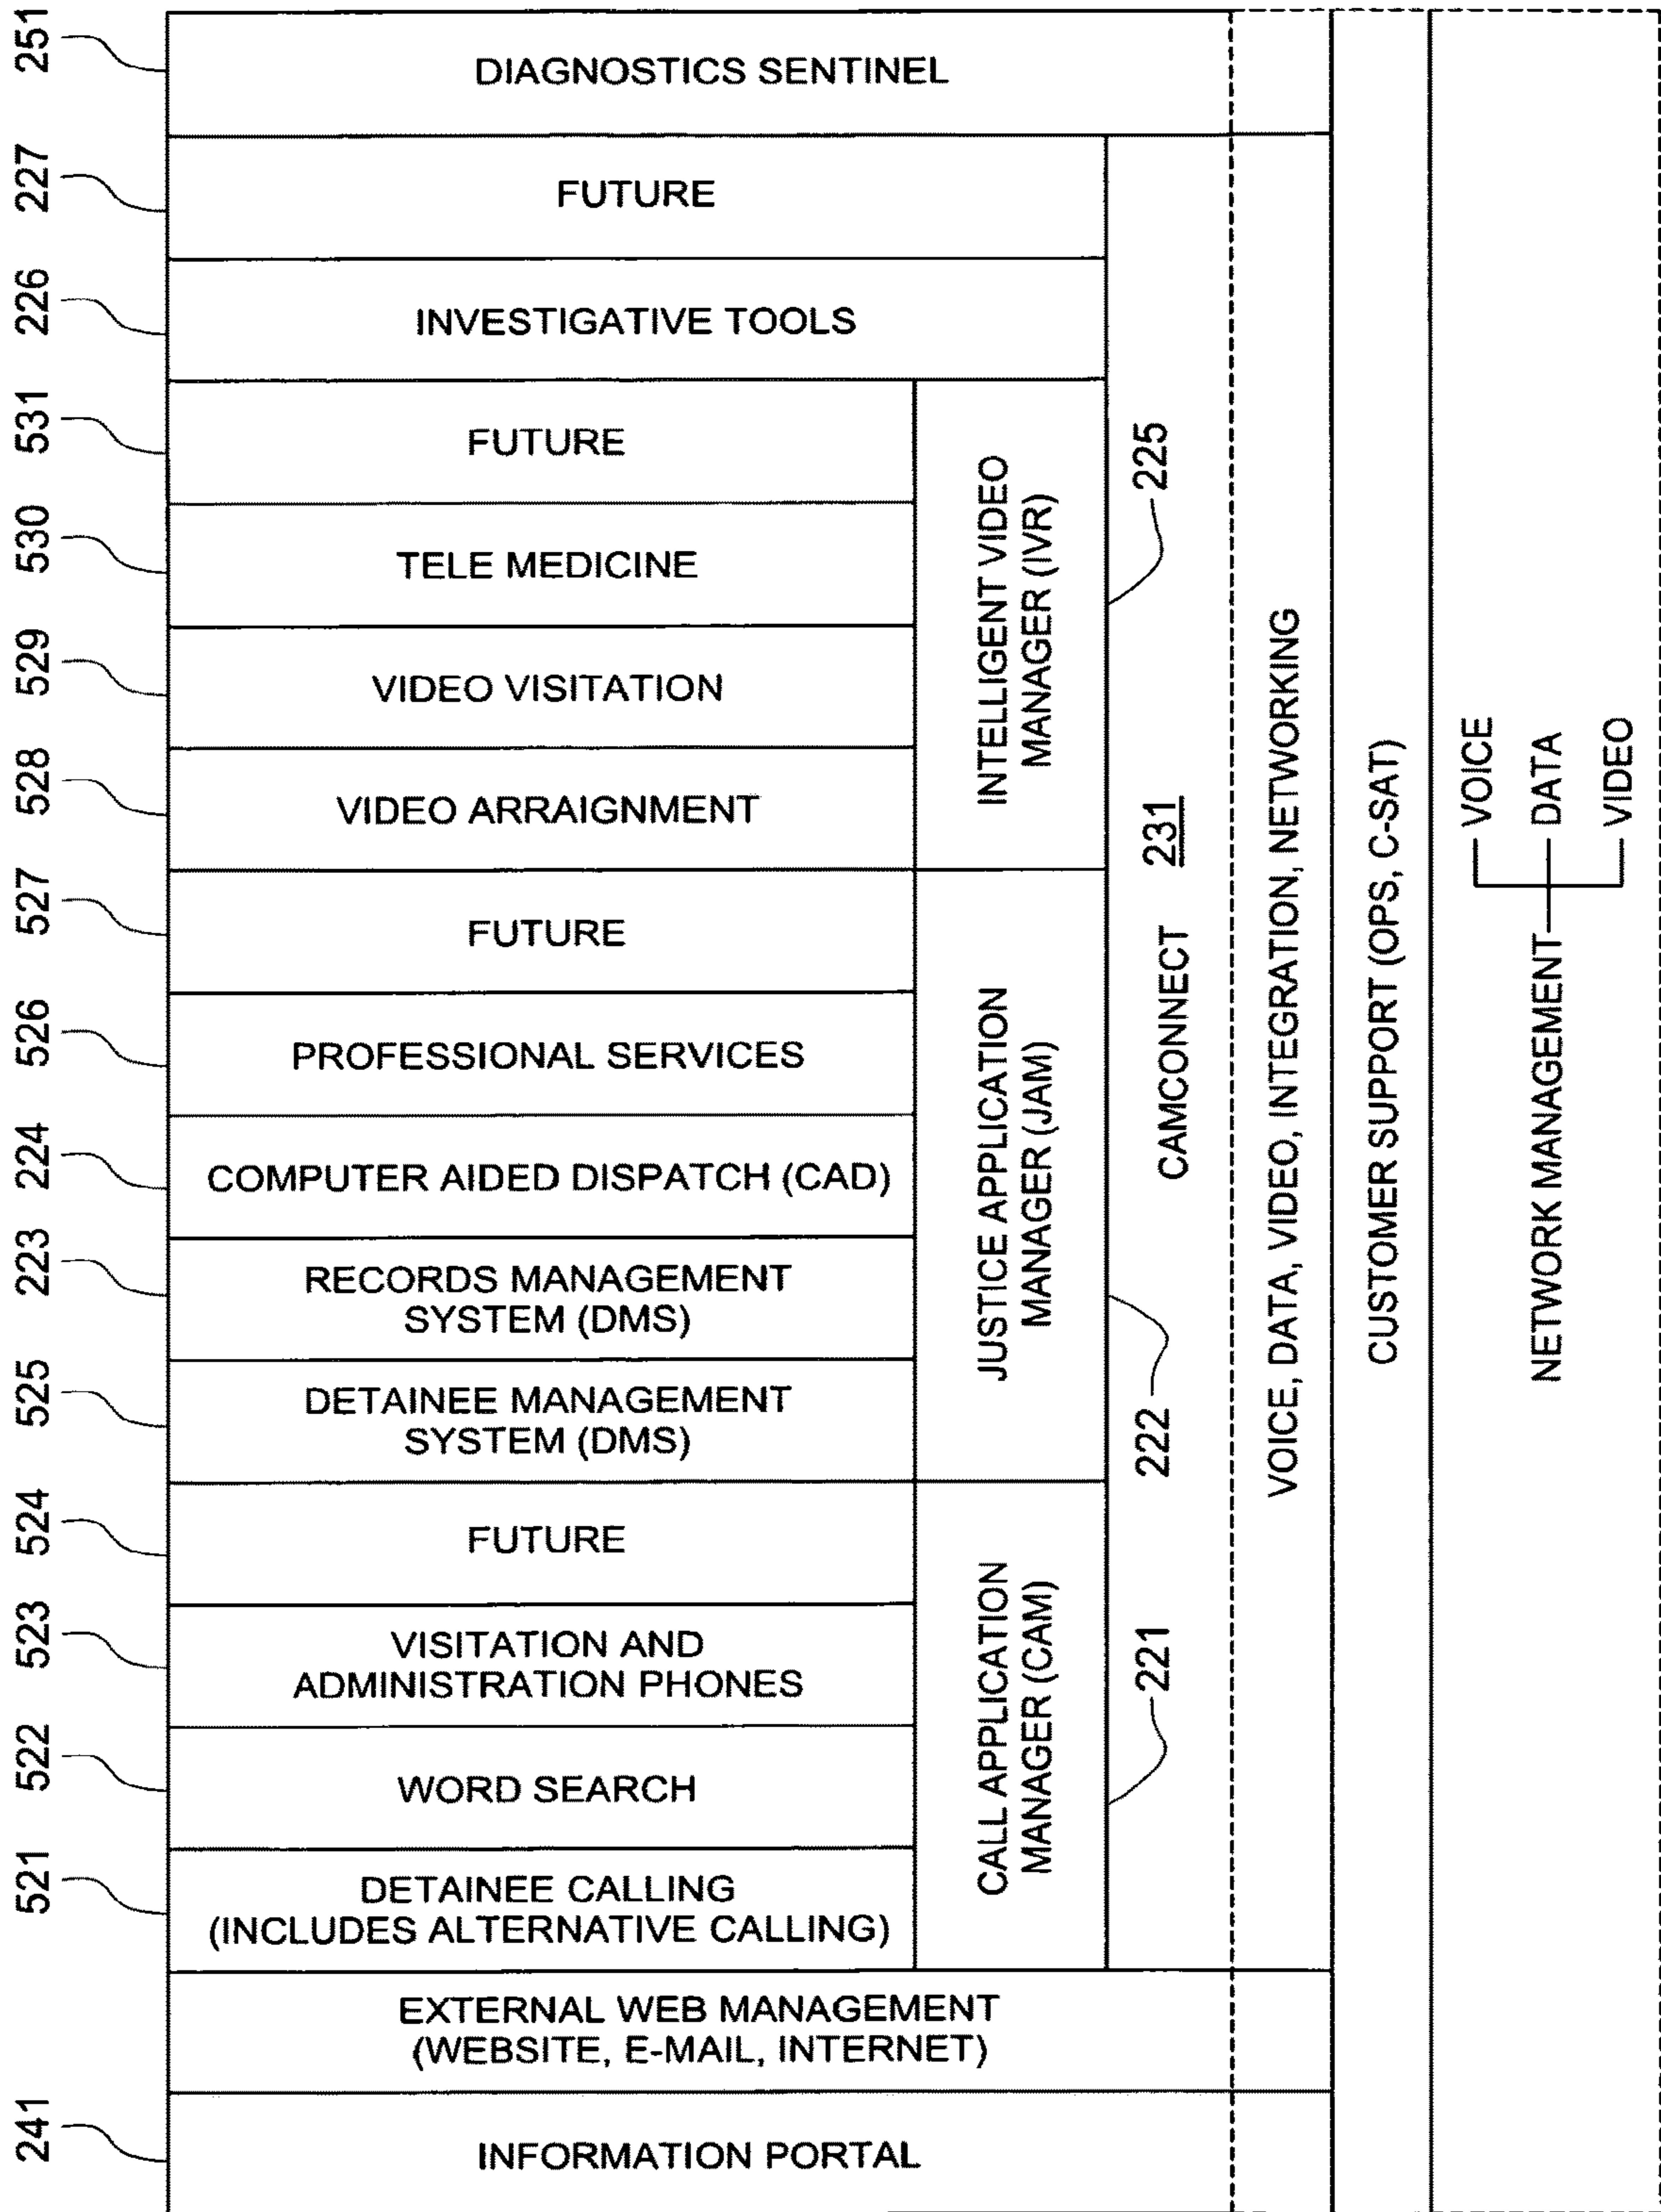 251
DIAGNOSTICS SENTINEL
227
FUTURE
226
INVESTIGATIVE TOOLS
531
FUTURE
530
TELE MEDICINE
529
VIDEO VISITATION
528
VIDEO ARRAIGNMENT
INTELLIGENT VIDEO
MANAGER (IVR)
225
527
FUTURE
526
PROFESSIONAL SERVICES
224
COMPUTER AIDED DISPATCH (CAD)
223
RECORDS MANAGEMENT
SYSTEM (DMS)
525
DETAINEE MANAGEMENT
SYSTEM (DMS)
JUSTICE APPLICATION
MANAGER (JAM)
222
524
FUTURE
523
VISITATION AND
ADMINISTRATION PHONES
522
WORD SEARCH
521
DETAINEE CALLING
(INCLUDES ALTERNATIVE CALLING)
CALL APPLICATION
MANAGER (CAM)
221
CAMCONNECT 231
EXTERNAL WEB MANAGEMENT
(WEBSITE, E-MAIL, INTERNET)
241
INFORMATION PORTAL
VOICE, DATA, VIDEO, INTEGRATION, NETWORKING
CUSTOMER SUPPORT (OPS, C-SAT)
NETWORK MANAGEMENT
VOICE
DATA
VIDEO